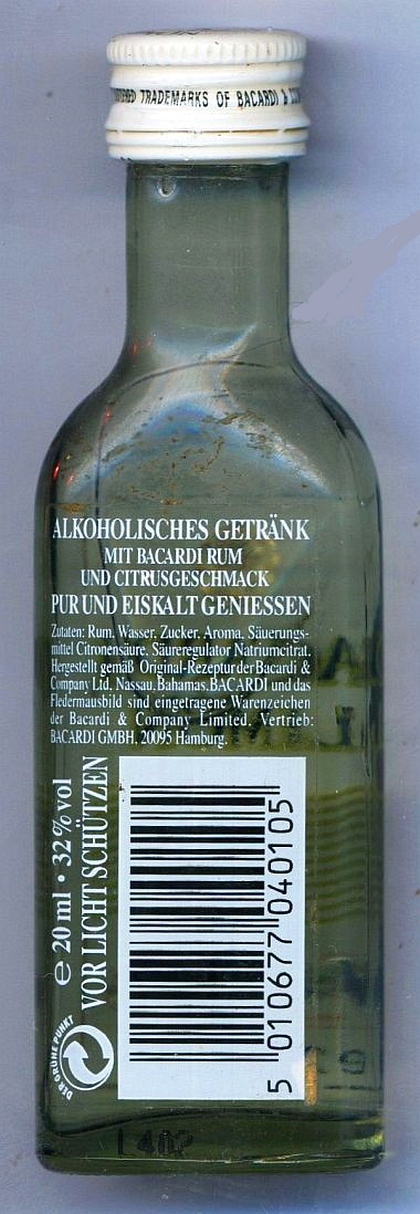 TRADEMARKS OF BACARDI &
ALKOHOLISCHES GETRÄNK
MIT BACARDI RUM
UND CITRUSGESCHMACK
PUR UND EISKALT GENIESSEN
Zutaten: Rum, Wasser, Zucker, Aroma, Säuerungs-
mittel Citronensäure, Säureregulator Natriumcitrat.
Hergestellt gemäß Original-Rezeptur der Bacardi &
Company Ltd, Nassau, Bahamas. BACARDI und das
Fledermausbild sind eingetragene Warenzeichen
der Bacardi & Company Limited. Vertrieb:
BACARDI GMBH, 20095 Hamburg.
e 20 ml • 32 % vol
VOR LICHT SCHÜTZEN
DER GRÜNE PUNKT
5 010677 040105
L402